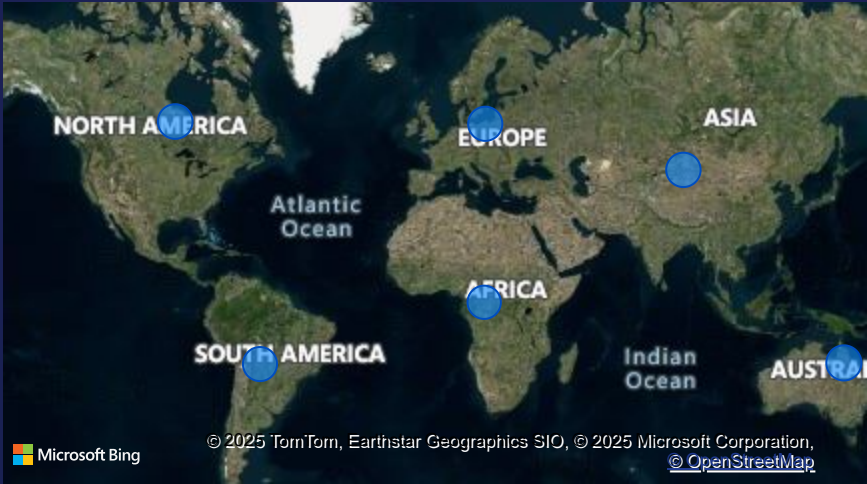 NORTH AMERICA
EUROPE
ASIA
Atlantic
Ocean
AFRICA
SOUTH AMERICA
Indian
Ocean
AUSTRA
Microsoft Bing
© 2025 TomTom, Earthstar Geographics SIO, © 2025 Microsoft Corporation,
© OpenStreetMap